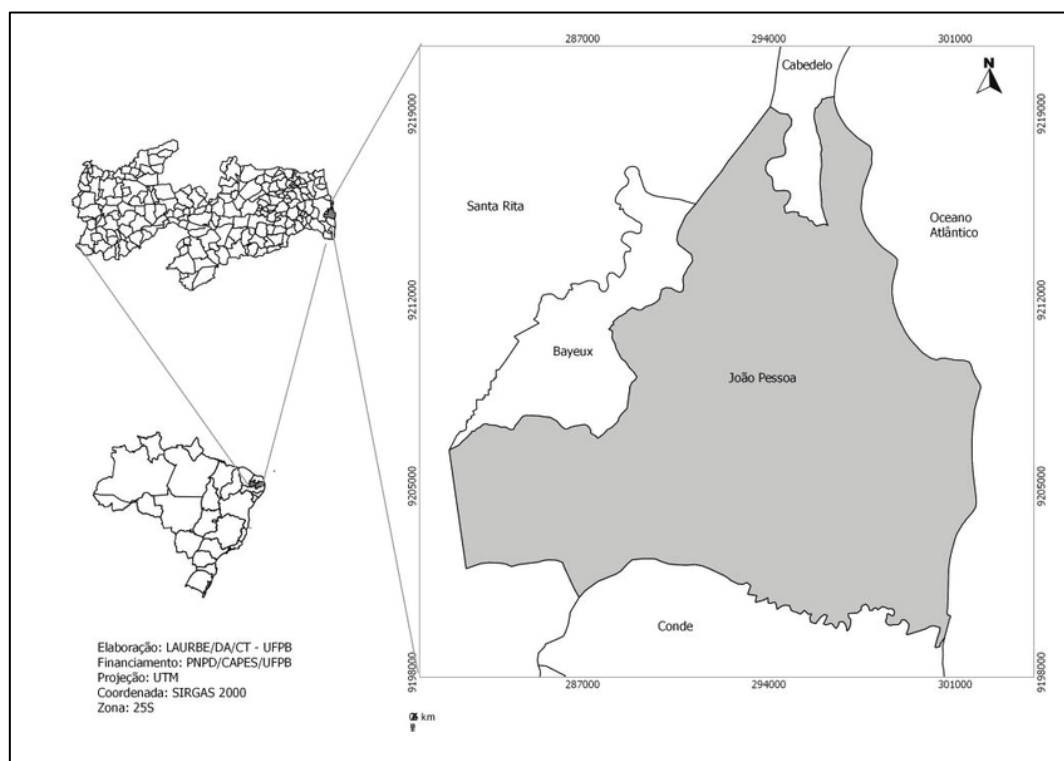 287000
294000
301000
Cabedelo
N
9219000
9219000
Santa Rita
Oceano
Atlântico
9212000
9212000
Bayeux
João Pessoa
9205000
9205000
Conde
9198000
9198000
287000
294000
301000
km
Elaboração: LAURBE/DA/CT - UFPB
Financiamento: PNPD/CAPES/UFPB
Projeção: UTM
Coordenada: SIRGAS 2000
Zona: 25S